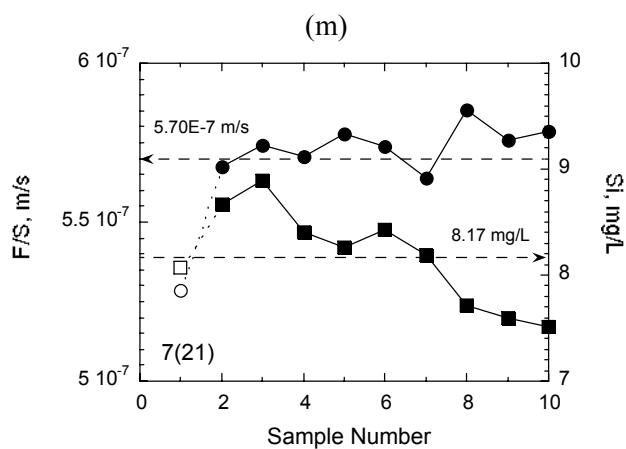 (m)
6 10⁻⁷
10
5.70E-7 m/s
9
F/S, m/s
5.5 10⁻⁷
Si, mg/L
8.17 mg/L
8
7(21)
5 10⁻⁷
7
0 2 4 6 8 10
Sample Number